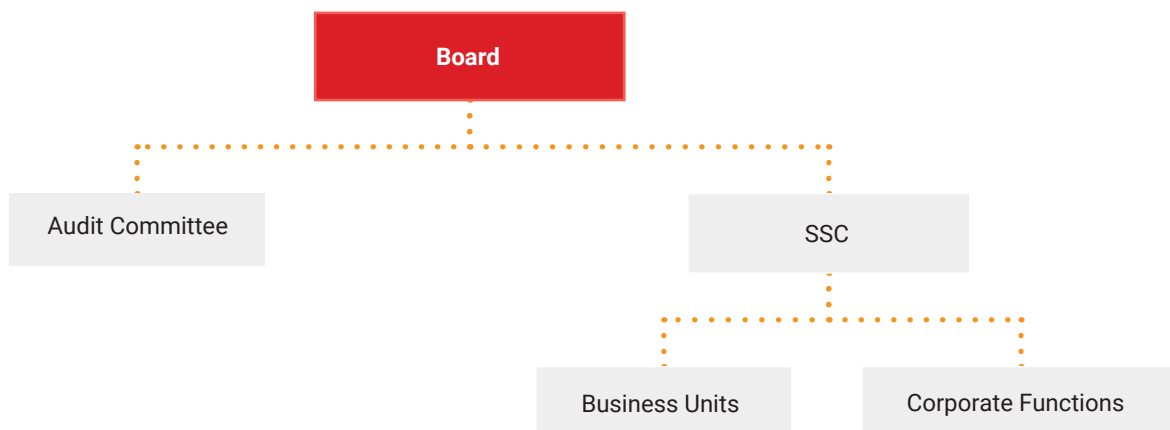 Board
Audit Committee
SSC
Business Units
Corporate Functions